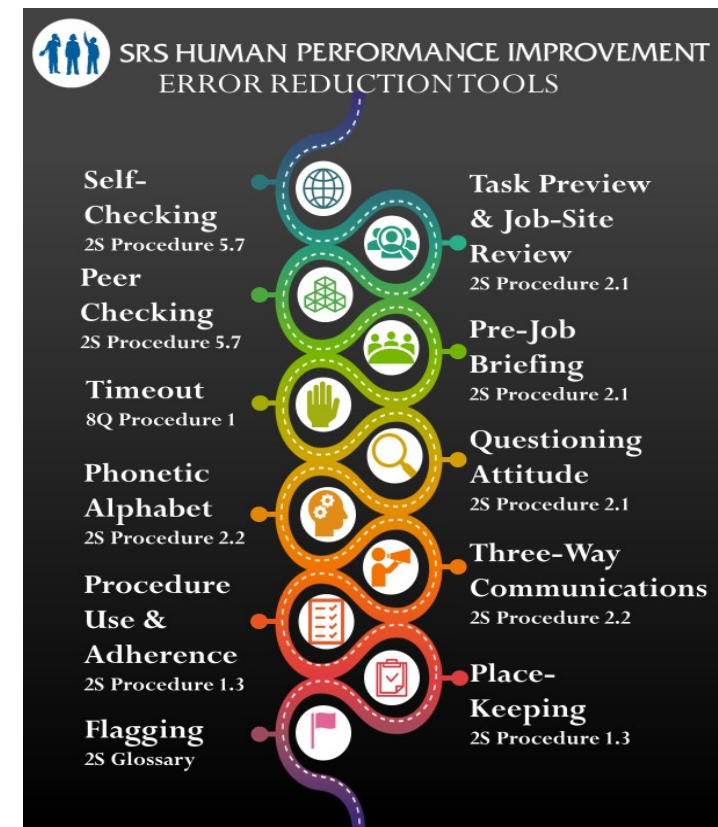 SRS HUMAN PERFORMANCE IMPROVEMENT
ERROR REDUCTION TOOLS
Self-
Checking
2S Procedure 5.7
Task Preview
& Job-Site
Review
2S Procedure 2.1
Peer
Checking
2S Procedure 5.7
Pre-Job
Briefing
2S Procedure 2.1
Timeout
8Q Procedure 1
Questioning
Attitude
2S Procedure 2.1
Phonetic
Alphabet
2S Procedure 2.2
Three-Way
Communications
2S Procedure 2.2
Procedure
Use &
Adherence
2S Procedure 1.3
Place-
Keeping
2S Procedure 1.3
Flagging
2S Glossary